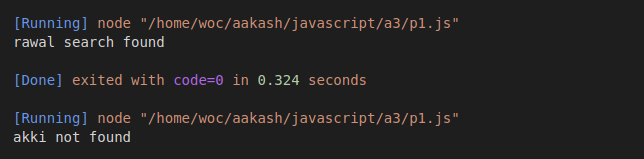 [Running] node "/home/woc/aakash/javascript/a3/p1.js"
rawal search found
[Done] exited with code=0 in 0.324 seconds
[Running] node "/home/woc/aakash/javascript/a3/p1.js"
akki not found